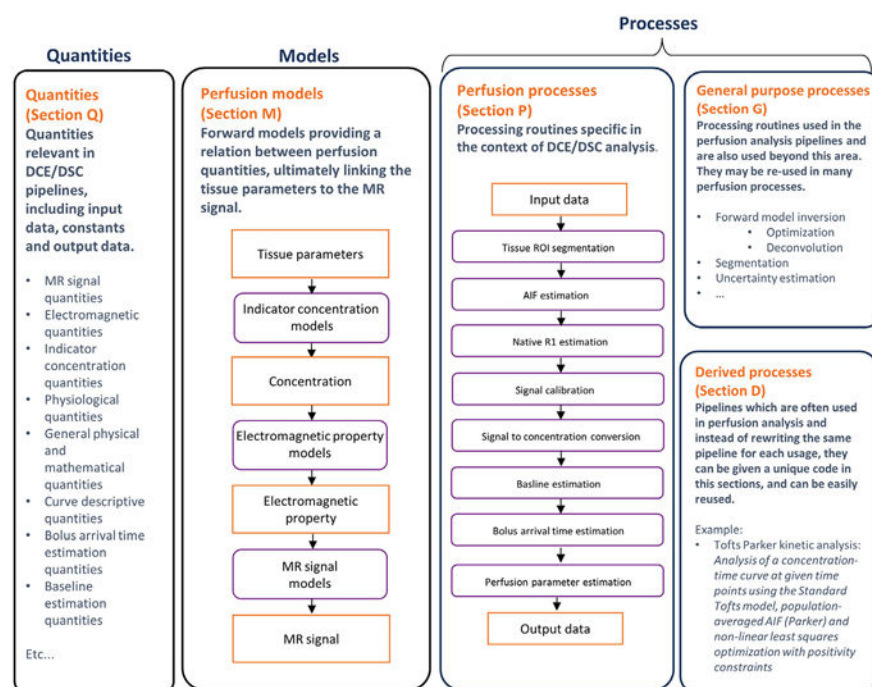 Quantities
Models
Processes
Quantities
(Section Q)
Quantities
relevant in
DCE/DSC
pipelines,
including input
data, constants
and output data.
• MR signal
quantities
• Electromagnetic
quantities
• Indicator
concentration
quantities
• Physiological
quantities
• General physical
and
mathematical
quantities
• Curve descriptive
quantities
• Bolus arrival time
estimation
quantities
• Baseline
estimation
quantities
Etc...
Perfusion models
(Section M)
Forward models providing a
relation between perfusion
quantities, ultimately linking the
tissue parameters to the MR
signal.
Tissue parameters
Indicator concentration
models
Concentration
Electromagnetic property
models
Electromagnetic
property
MR signal
models
MR signal
Perfusion processes
(Section P)
Processing routines specific in
the context of DCE/DSC analysis.
Input data
Tissue ROI segmentation
AIF estimation
Native R1 estimation
Signal calibration
Signal to concentration conversion
Basline estimation
Bolus arrival time estimation
Perfusion parameter estimation
Output data
General purpose processes
(Section G)
Processing routines used in the
perfusion analysis pipelines and
are also used beyond this area.
They may be re-used in many
perfusion processes.
• Forward model inversion
• Optimization
• Deconvolution
• Segmentation
• Uncertainty estimation
• ...
Derived processes
(Section D)
Pipelines which are often used
in perfusion analysis and
instead of rewriting the same
pipeline for each usage, they
can be given a unique code in
this sections, and can be easily
reused.
Example:
• Tofts Parker kinetic analysis:
Analysis of a concentration-
time curve at given time
points using the Standard
Tofts model, population-
averaged AIF (Parker) and
non-linear least squares
optimization with positivity
constraints